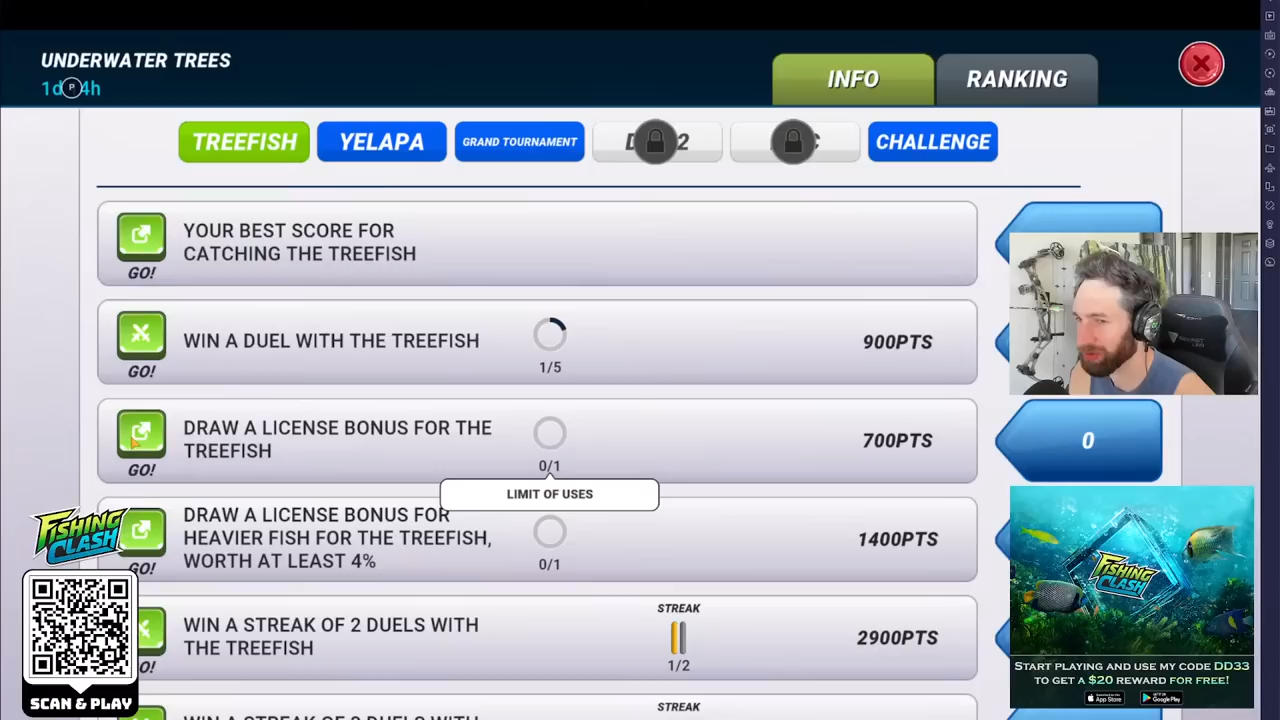 UNDERWATER TREES
INFO
RANKING
TREEFISH
YELAPA
GRAND TOURNAMENT
CHALLENGE
YOUR BEST SCORE FOR
CATCHING THE TREEFISH
GO!
WIN A DUEL WITH THE TREEFISH
1/5
900PTS
GO!
DRAW A LICENSE BONUS FOR THE
TREEFISH
0/1
700PTS
0
GO!
LIMIT OF USES
DRAW A LICENSE BONUS FOR
HEAVIER FISH FOR THE TREEFISH,
WORTH AT LEAST 4%
0/1
1400PTS
GO!
WIN A STREAK OF 2 DUELS WITH
THE TREEFISH
STREAK
1/2
2900PTS
STREAK
FISHING
CLASH
SCAN & PLAY
FISHING
CLASH
START PLAYING AND USE MY CODE DD33
TO GET A $20 REWARD FOR FREE!
App Store
Google Play